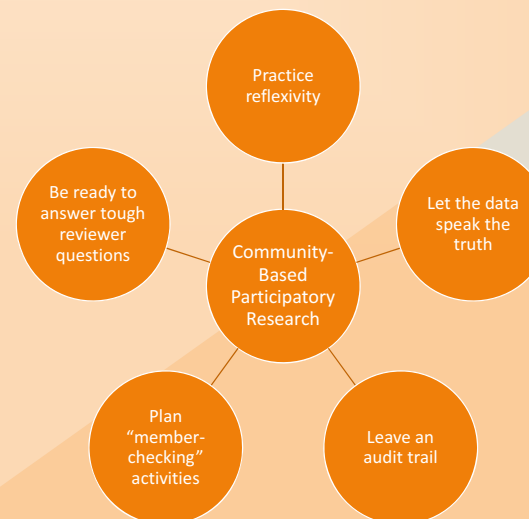 Practice
reflexivity
Be ready to
answer tough
reviewer
questions
Let the data
speak the
truth
Community-
Based
Participatory
Research
Plan
“member-
checking”
activities
Leave an
audit trail